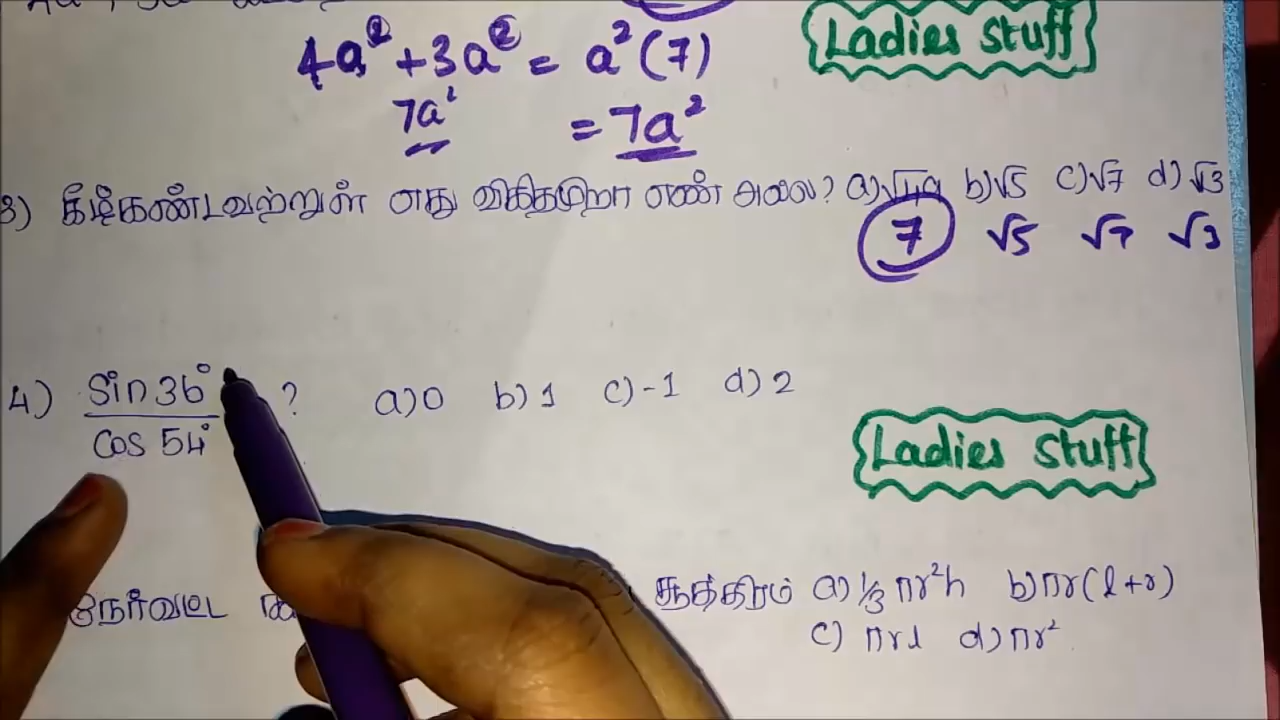 Ladies stuff
4a² + 3a² = a² (7)
7a²
= 7a²
3) கீழ்கண்டவற்றுள் எது விகிதமுறா எண் அல்ல? a) √49 b) √5 c) √7 d) √3
7 √5 √7 √3
4) Sin 36° ? a) 0 b) 1 c) -1 d) 2
Cos 54°
Ladies stuff
நேர்வட்ட சூத்திரம் a) 1/3 πr²h b) πr(l+r)
c) πrl d) πr²